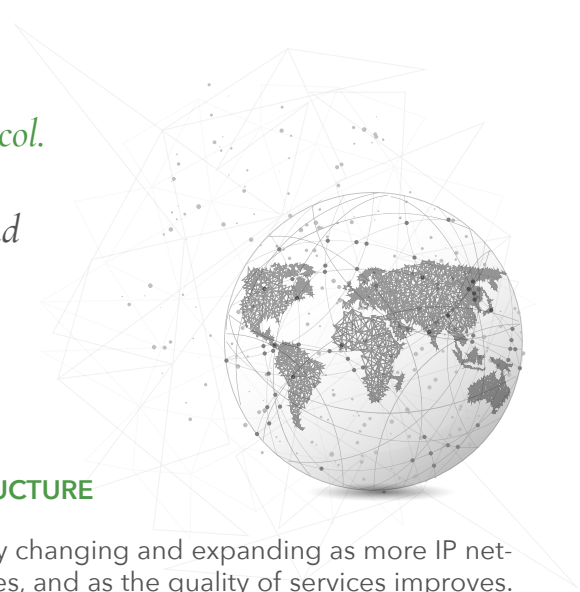 col.
d
UCTURE
y changing and expanding as more IP net-
es, and as the quality of services improves.